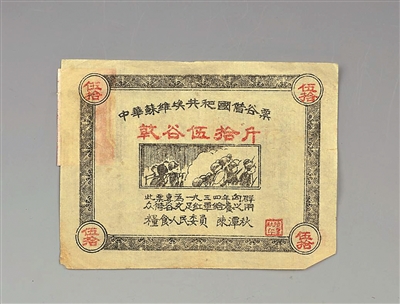 伍拾 伍拾
中華蘇維埃共和國借谷票
乾谷伍拾斤
此票專為一九三四年向群
眾借谷充足紅軍給養之用
糧食人民委員 陳潭秋
伍拾 伍拾